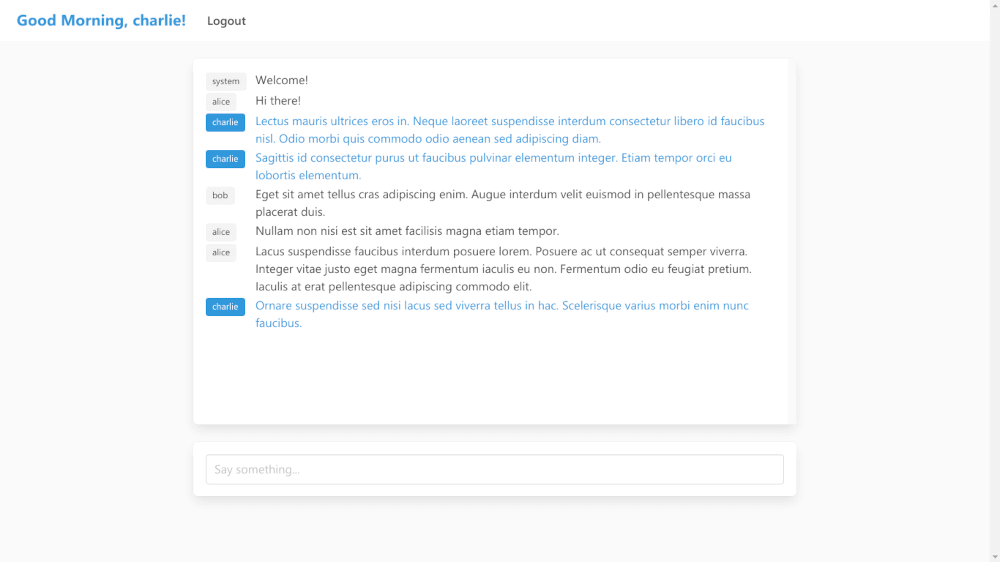 Good Morning, charlie! Logout
system Welcome!
alice Hi there!
charlie Lectus mauris ultrices eros in. Neque laoreet suspendisse interdum consectetur libero id faucibus
nisl. Odio morbi quis commodo odio aenean sed adipiscing diam.
charlie Sagittis id consectetur purus ut faucibus pulvinar elementum integer. Etiam tempor orci eu
lobortis elementum.
bob Eget sit amet tellus cras adipiscing enim. Augue interdum velit euismod in pellentesque massa
placerat duis.
alice Nullam non nisi est sit amet facilisis magna etiam tempor.
alice Lacus suspendisse faucibus interdum posuere lorem. Posuere ac ut consequat semper viverra.
Integer vitae justo eget magna fermentum iaculis eu non. Fermentum odio eu feugiat pretium.
Iaculis at erat pellentesque adipiscing commodo elit.
charlie Ornare suspendisse sed nisi lacus sed viverra tellus in hac. Scelerisque varius morbi enim nunc
faucibus.
Say something...